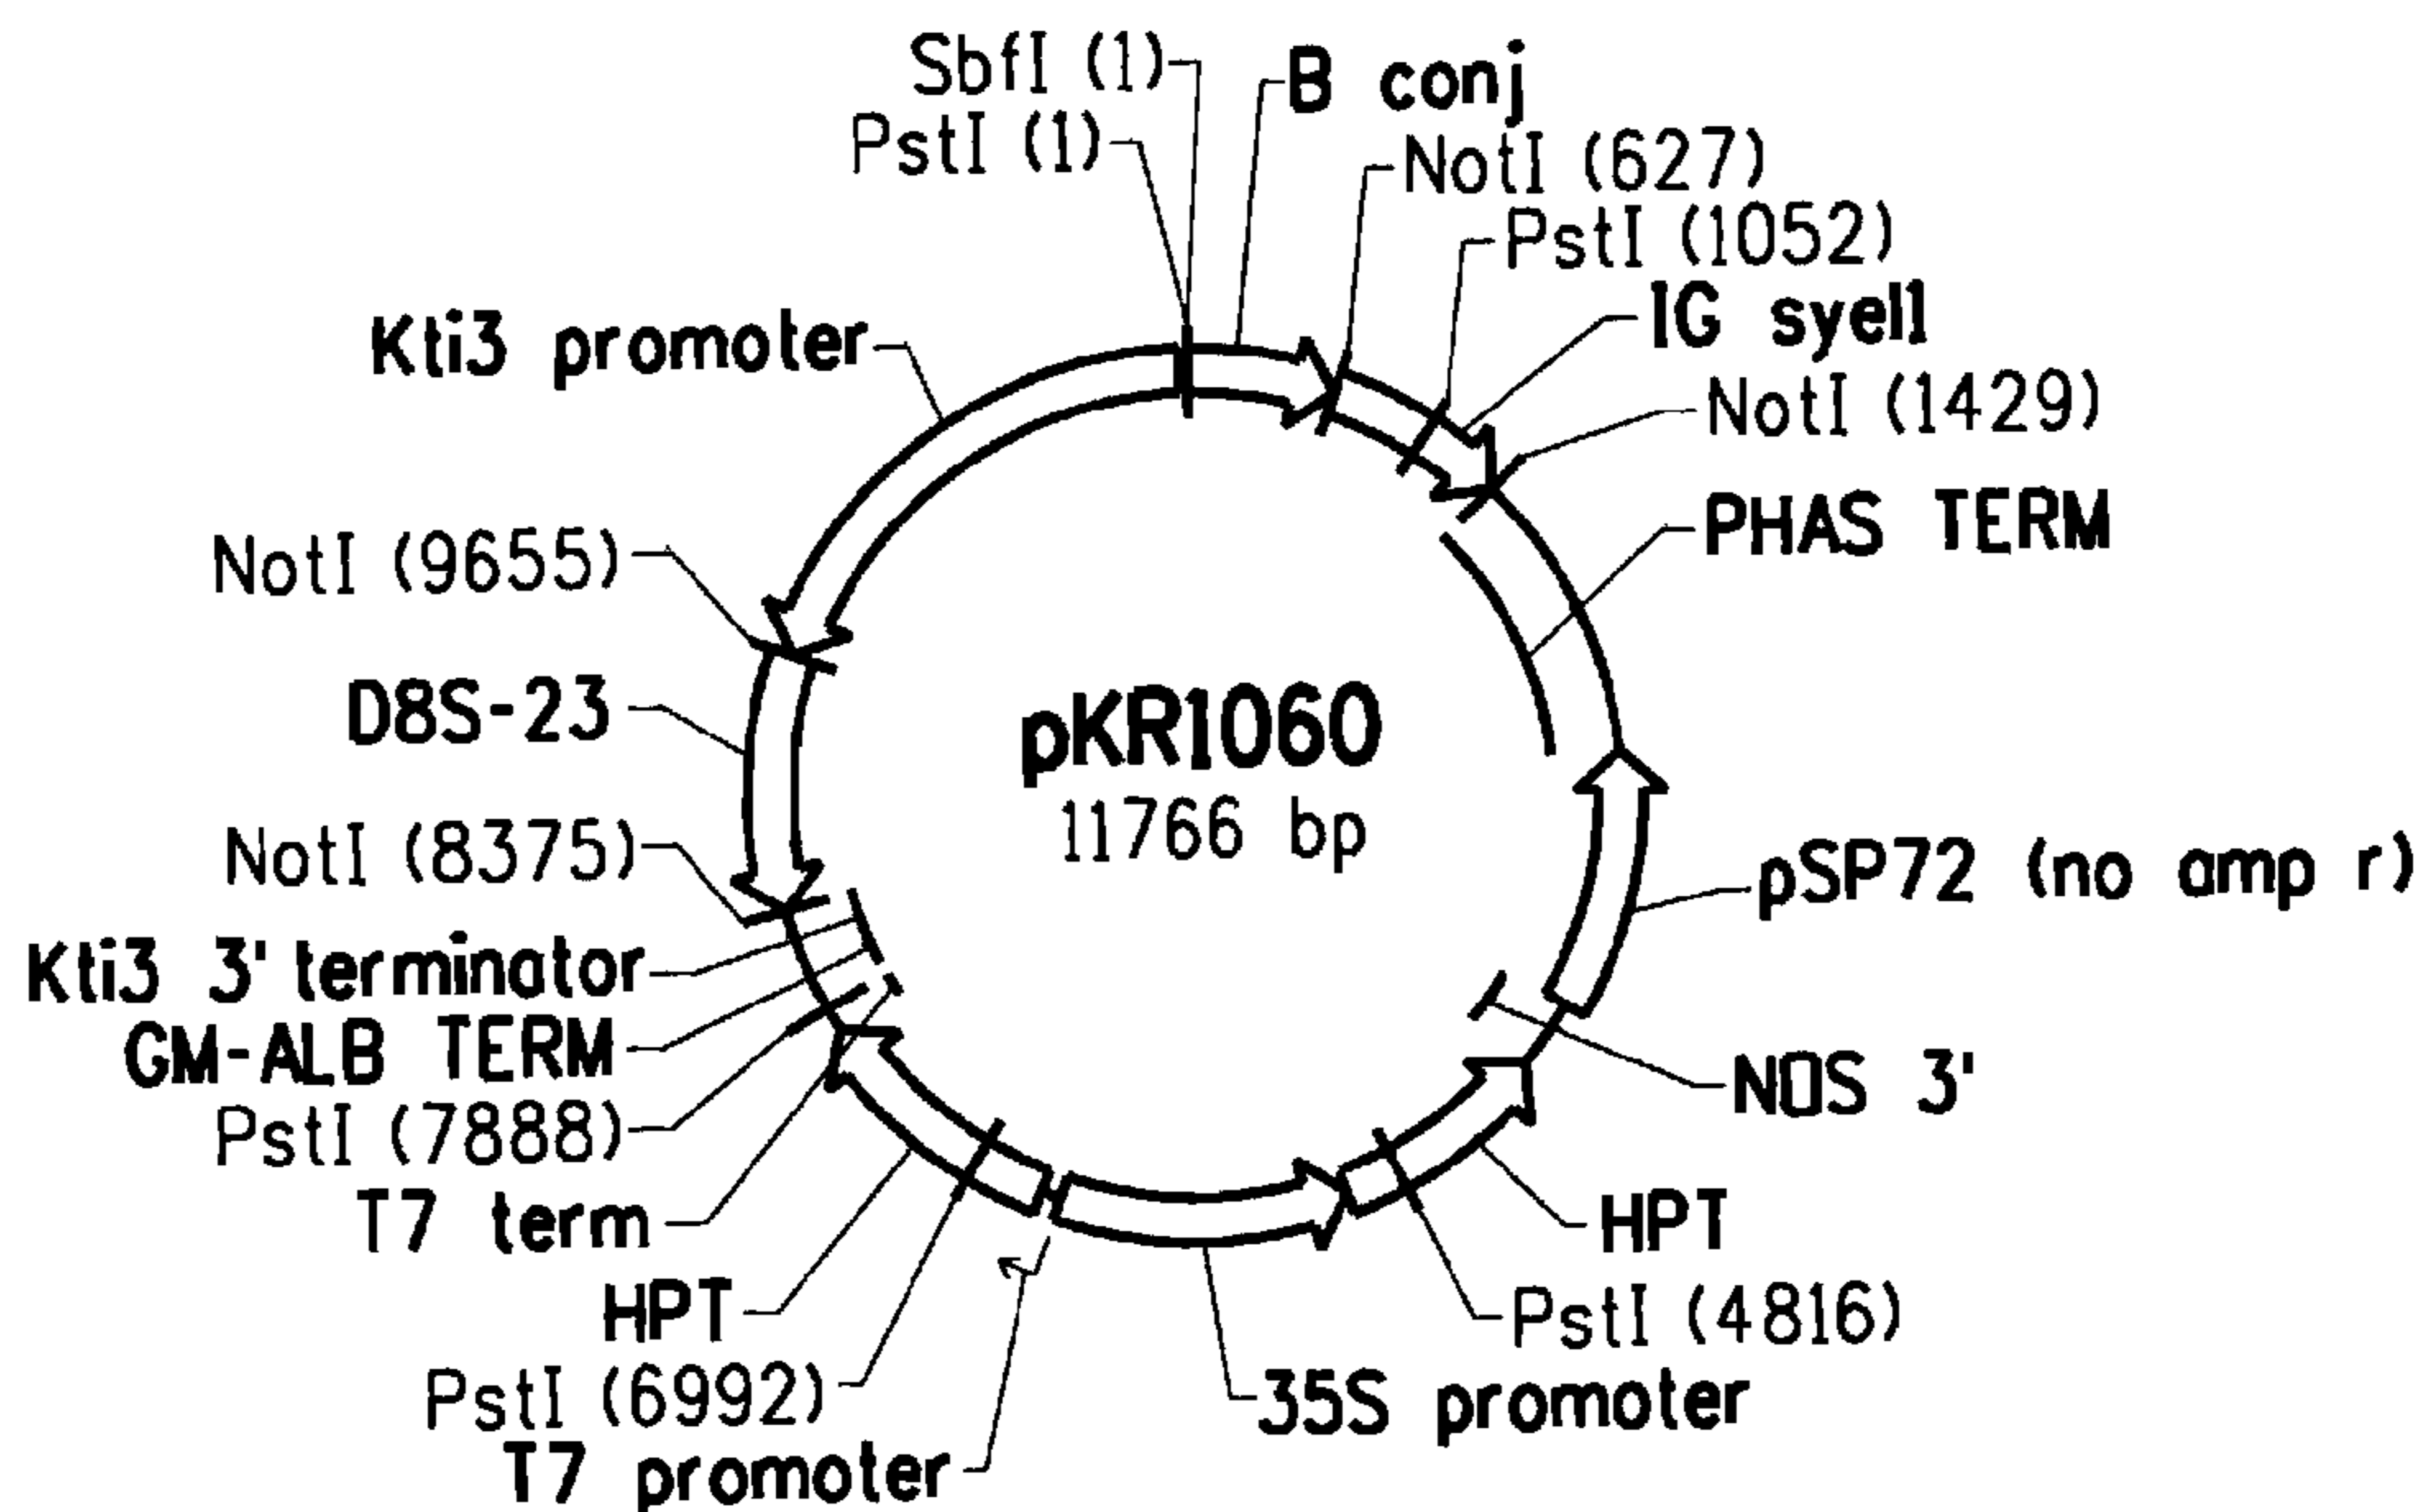 SbfI (1)
PstI (1)
B conj
NotI (627)
PstI (1052)
IG syell
NotI (1429)
PHAS TERM
pSP72 (no amp r)
NOS 3'
HPT
PstI (4816)
35S promoter
T7 promoter
PstI (6992)
HPT
T7 term
PstI (7888)
GM-ALB TERM
Kti3 3' terminator
NotI (8375)
D8S-23
NotI (9655)
Kti3 promoter
pKR1060
11766 bp